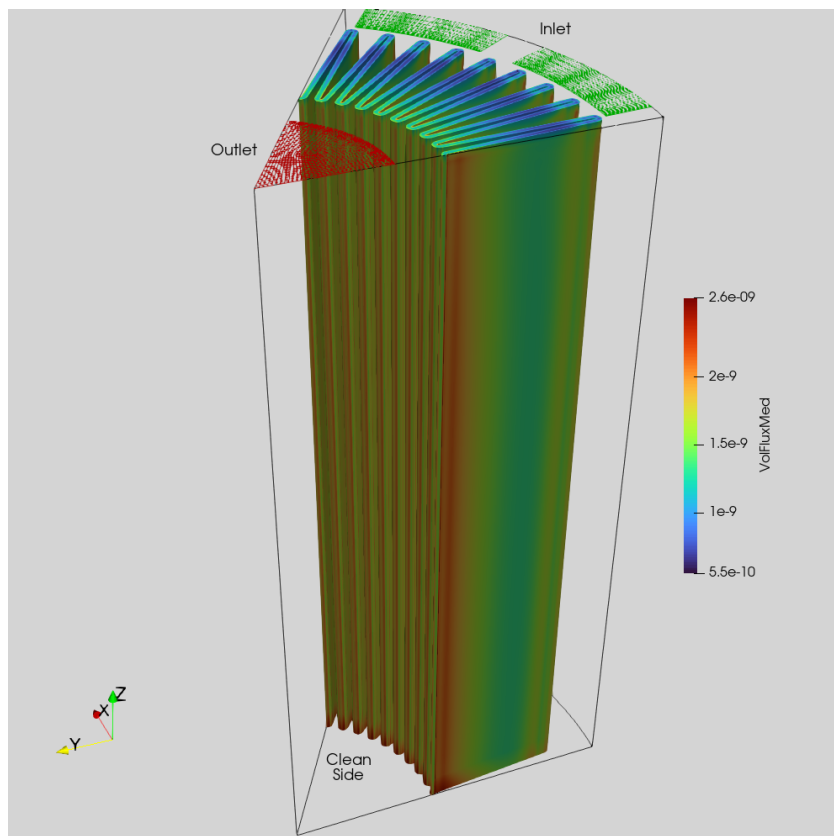 Inlet
Outlet
2.6e-09
2e-9
1.5e-9
1e-9
5.5e-10
VolFluxMed
Z
X
Y
Clean
Side